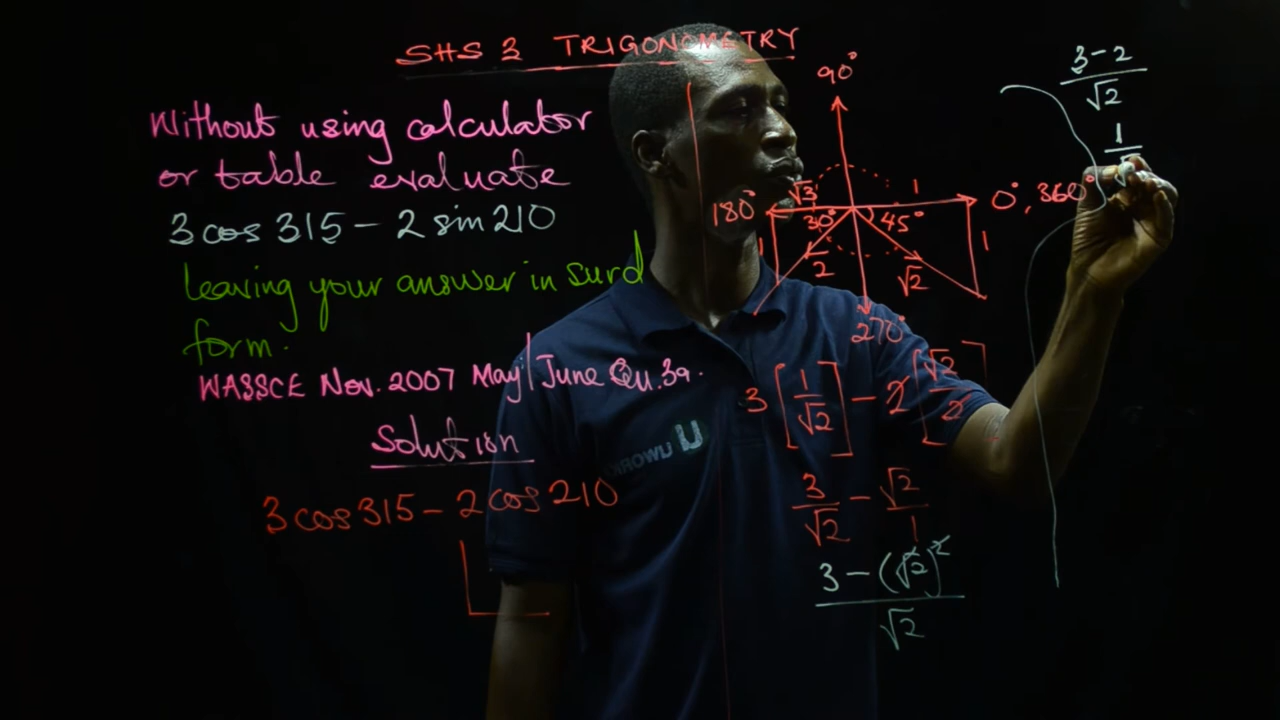 SHS 3 TRIGONOMETRY
Without using calculator
or table evaluate
3 cos 315 - 2 sin 210
leaving your answer in surd
form.
WASSCE Nov. 2007 May/June Qu. 3a.
Solution
3 cos 315 - 2 cos 210
90°
180°
0°, 360°
270°
√3
1
30°
45°
1
2
√2
1
3 [1/√2] - 2 [√2/2]
3/√2 - √2/1
3 - (√2)²
√2
3 - 2
√2
1